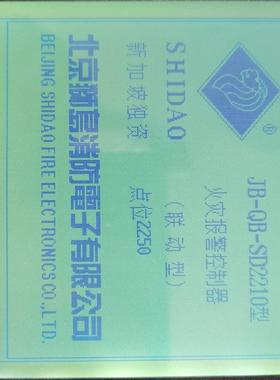 ®
JB-QB-SD2210型
火灾报警控制器
SHIDAO （联动型）
新加坡独资 点位2250
北京狮島消防電子有限公司
BEIJING SHIDAO FIRE ELECTRONICS CO.,LTD.